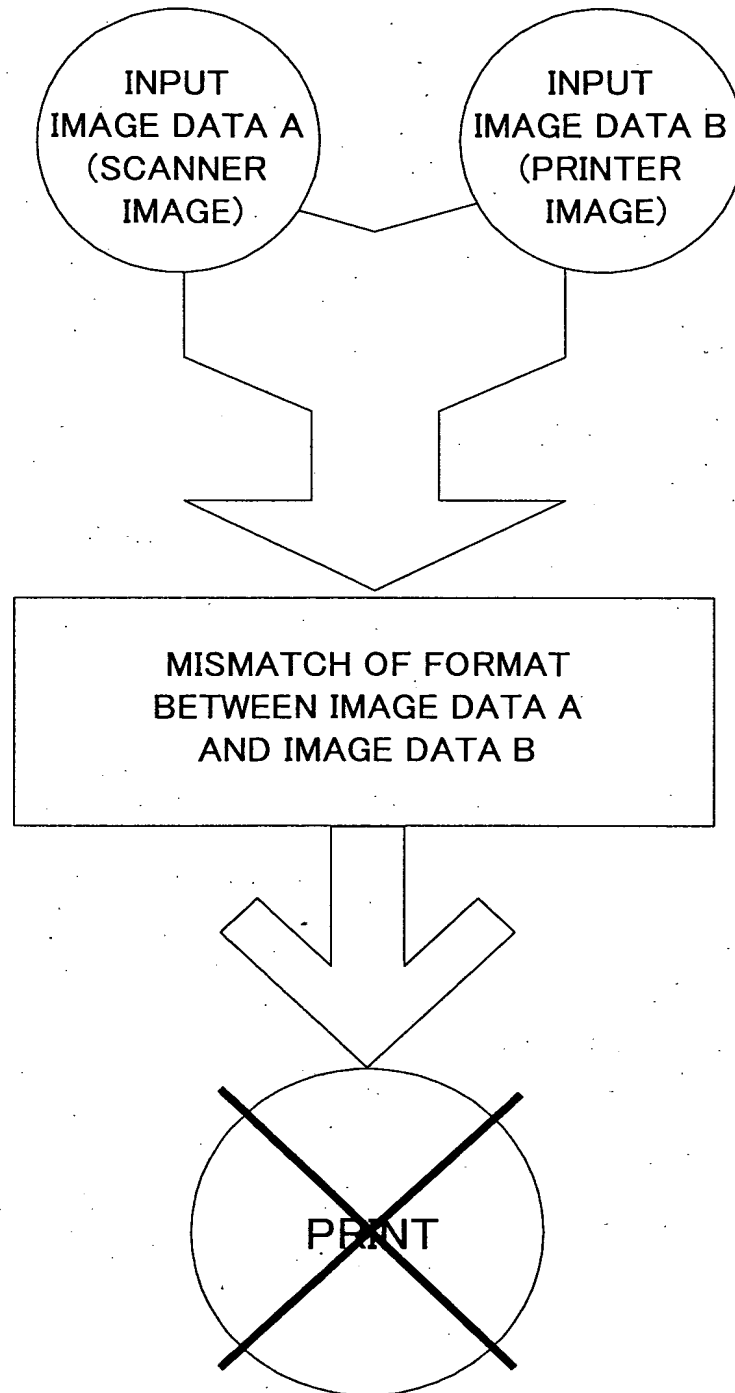 INPUT
IMAGE DATA A
(SCANNER
IMAGE)
INPUT
IMAGE DATA B
(PRINTER
IMAGE)
MISMATCH OF FORMAT
BETWEEN IMAGE DATA A
AND IMAGE DATA B
PRINT